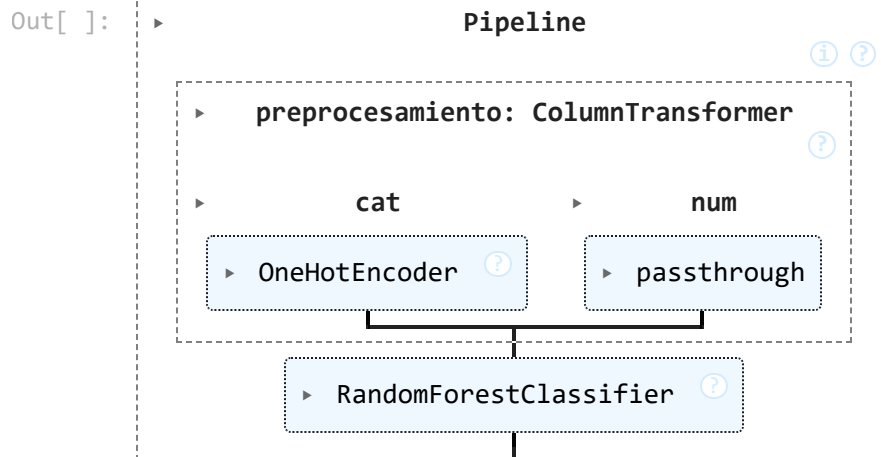 Out[ ]:
▸ Pipeline
i ?
▸ preprocesamiento: ColumnTransformer
?
▸ cat ▸ num
▸ OneHotEncoder ? ▸ passthrough
▸ RandomForestClassifier ?